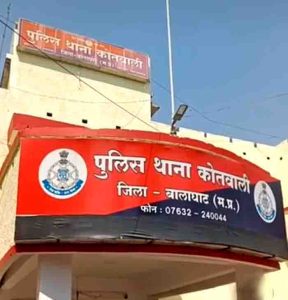 पुलिस थाना कोतवाली
जिला-बालाघाट (म.प्र.)
पुलिस थाना कोतवाली
जिला - बालाघाट (म.प्र.)
फोन : 07632 - 240044